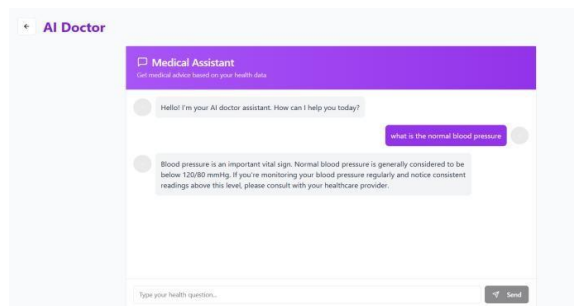 AI Doctor
Medical Assistant
Get medical advice based on your health data
Hello! I'm your AI doctor assistant. How can I help you today?
what is the normal blood pressure
Blood pressure is an important vital sign. Normal blood pressure is generally considered to be
below 120/80 mmHg. If you're monitoring your blood pressure regularly and notice consistent
readings above this level, please consult with your healthcare provider.
Type your health question...
Send